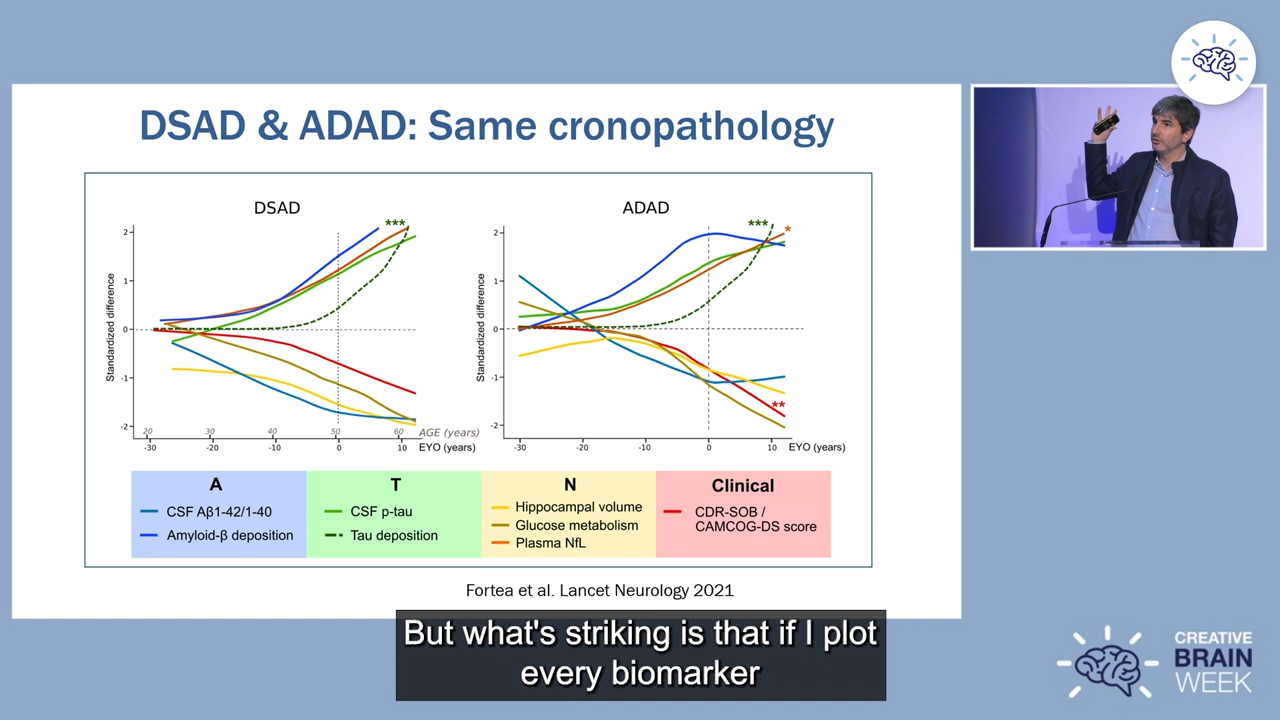 DSAD & ADAD: Same cronopathology
DSAD
ADAD
***
***
*
**
Standardized difference
Standardized difference
2
1
0
-1
-2
2
1
0
-1
-2
20 30 40 50 60 AGE (years)
-30 -20 -10 0 10 EYO (years)
-30 -20 -10 0 10 EYO (years)
A
CSF Aβ1-42/1-40
Amyloid-β deposition
T
CSF p-tau
Tau deposition
N
Hippocampal volume
Glucose metabolism
Plasma NfL
Clinical
CDR-SOB /
CAMCOG-DS score
Fortea et al. Lancet Neurology 2021
But what's striking is that if I plot
every biomarker
CREATIVE
BRAIN
WEEK